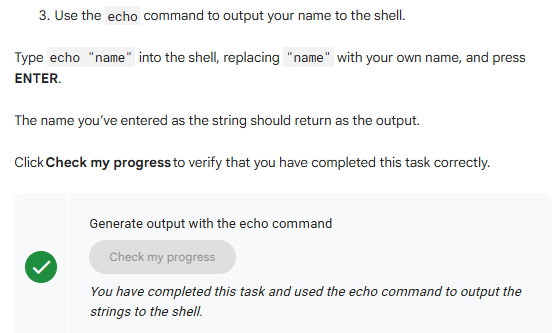 3. Use the echo command to output your name to the shell.
Type echo "name" into the shell, replacing "name" with your own name, and press
ENTER.
The name you’ve entered as the string should return as the output.
Click Check my progress to verify that you have completed this task correctly.
Generate output with the echo command
Check my progress
You have completed this task and used the echo command to output the
strings to the shell.